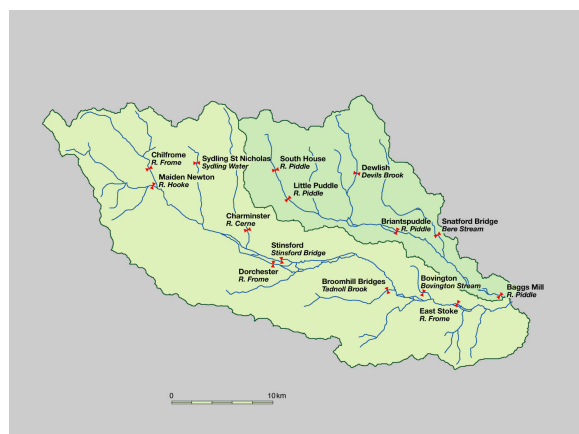 Chilfrome
R. Frome
Sydling St Nicholas
Sydling Water
South House
R. Piddle
Dewlish
Devils Brook
Maiden Newton
R. Hooke
Little Puddle
R. Piddle
Charminster
R. Cerne
Briantspuddle
R. Piddle
Snatford Bridge
Bere Stream
Stinsford
Stinsford Bridge
Dorchester
R. Frome
Broomhill Bridges
Tadnoll Brook
Bovington
Bovington Stream
Baggs Mill
R. Piddle
East Stoke
R. Frome
0 10km